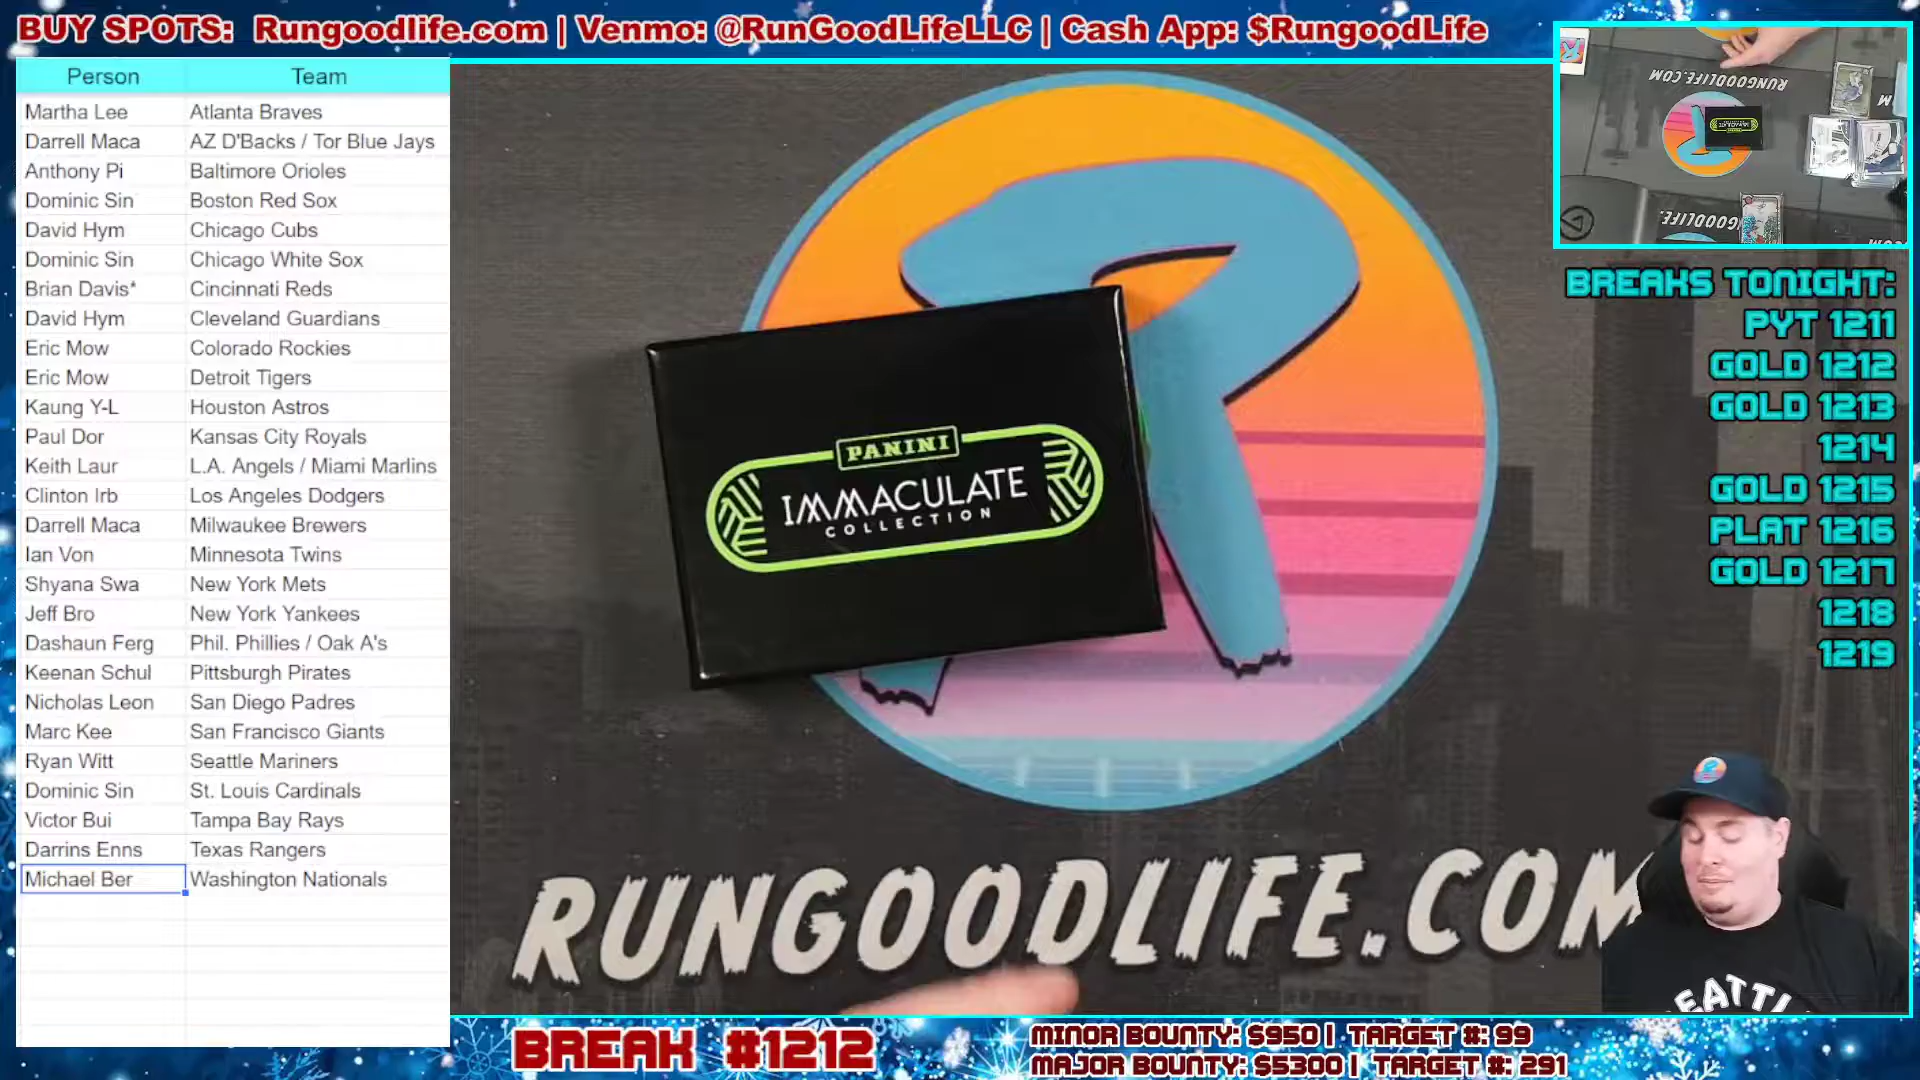 BUY SPOTS: Rungoodlife.com | Venmo: @RunGoodLifeLLC | Cash App: $RungoodLife
Person Team
Martha Lee Atlanta Braves
Darrell Maca AZ D'Backs / Tor Blue Jays
Anthony Pi Baltimore Orioles
Dominic Sin Boston Red Sox
David Hym Chicago Cubs
Dominic Sin Chicago White Sox
Brian Davis* Cincinnati Reds
David Hym Cleveland Guardians
Eric Mow Colorado Rockies
Eric Mow Detroit Tigers
Kaung Y-L Houston Astros
Paul Dor Kansas City Royals
Keith Laur L.A. Angels / Miami Marlins
Clinton Irb Los Angeles Dodgers
Darrell Maca Milwaukee Brewers
Ian Von Minnesota Twins
Shyana Swa New York Mets
Jeff Bro New York Yankees
Dashaun Ferg Phil. Phillies / Oak A's
Keenan Schul Pittsburgh Pirates
Nicholas Leon San Diego Padres
Marc Kee San Francisco Giants
Ryan Witt Seattle Mariners
Dominic Sin St. Louis Cardinals
Victor Bui Tampa Bay Rays
Darrins Enns Texas Rangers
Michael Ber Washington Nationals
PANINI
IMMACULATE
COLLECTION
RUNGOODLIFE.COM
RUNGOODLIFE.COM
BREAKS TONIGHT:
PYT 1211
GOLD 1212
GOLD 1213
1214
GOLD 1215
PLAT 1216
GOLD 1217
1218
1219
EATTL
BREAK #1212
MINOR BOUNTY: $950 | TARGET #: 99
MAJOR BOUNTY: $5300 | TARGET #: 291